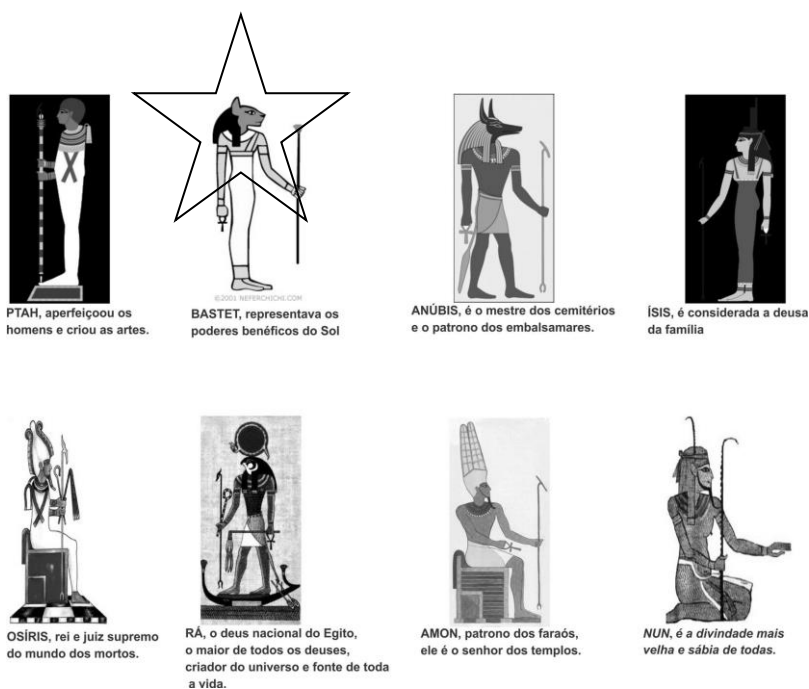 ©2001 NEFERCHICHI.COM
PTAH, aperfeiçoou os
homens e criou as artes.
BASTET, representava os
poderes benéficos do Sol
ANÚBIS, é o mestre dos cemitérios
e o patrono dos embalsamares.
ÍSIS, é considerada a deusa
da família
OSÍRIS, rei e juiz supremo
do mundo dos mortos.
RÁ, o deus nacional do Egito,
o maior de todos os deuses,
criador do universo e fonte de toda
a vida.
AMON, patrono dos faraós,
ele é o senhor dos templos.
NUN, é a divindade mais
velha e sábia de todas.